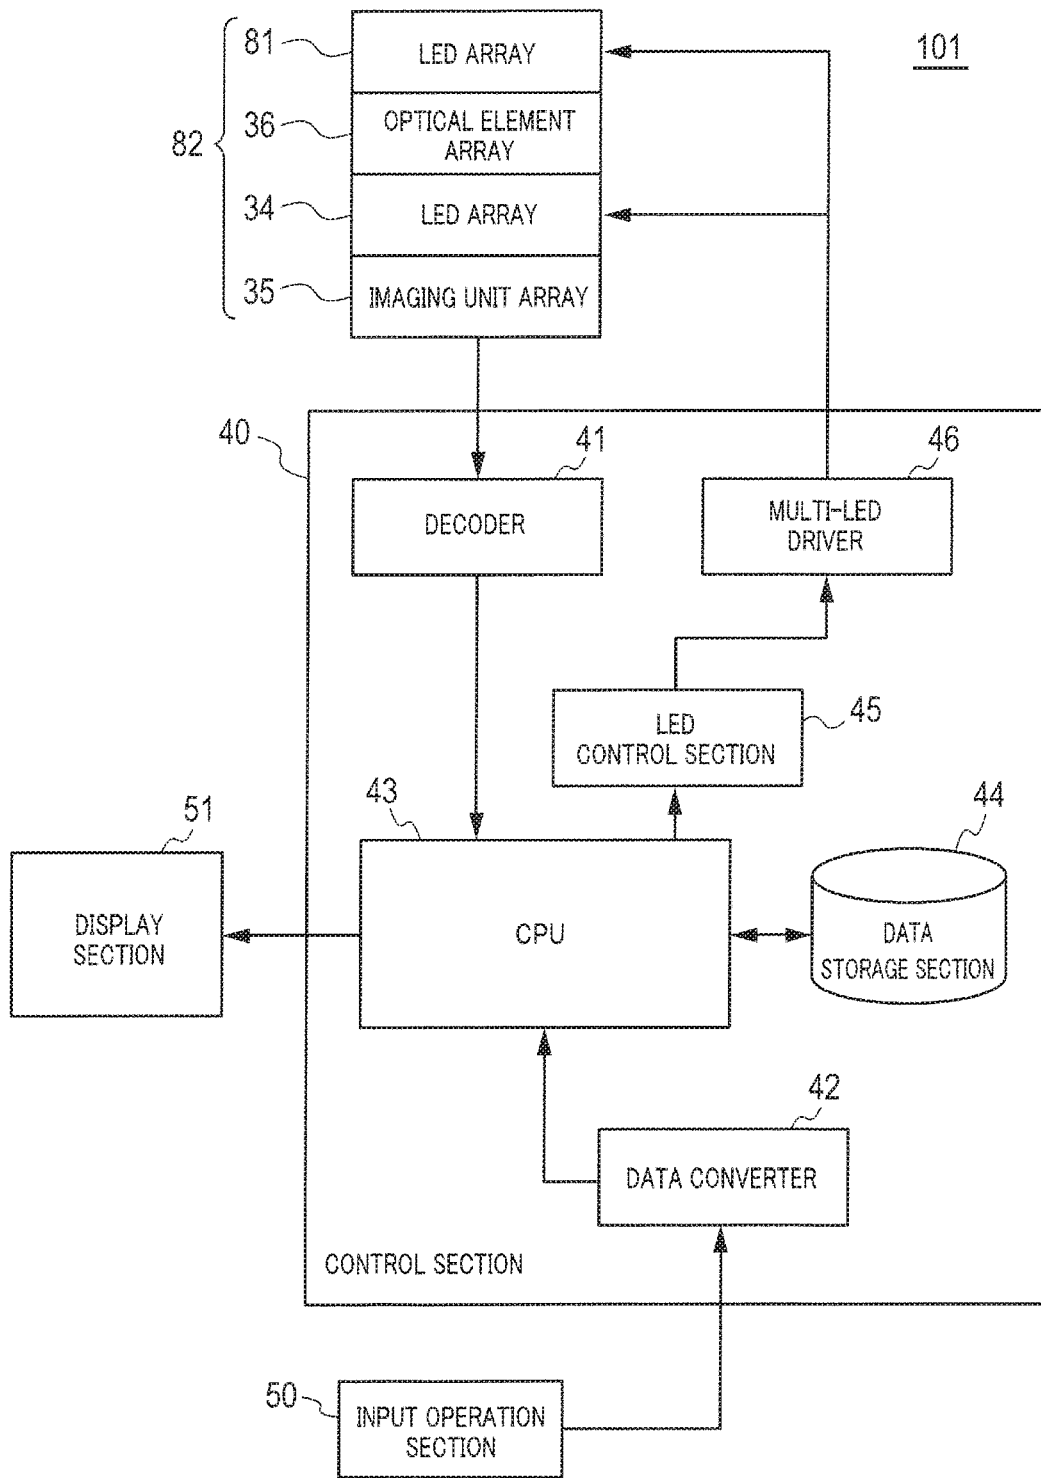 81
LED ARRAY
101
36
OPTICAL ELEMENT
ARRAY
82
34
LED ARRAY
35
IMAGING UNIT ARRAY
40
41
46
DECODER
MULTI-LED
DRIVER
LED
CONTROL SECTION
45
51
43
44
DISPLAY
SECTION
CPU
DATA
STORAGE SECTION
42
DATA CONVERTER
CONTROL SECTION
50
INPUT OPERATION
SECTION